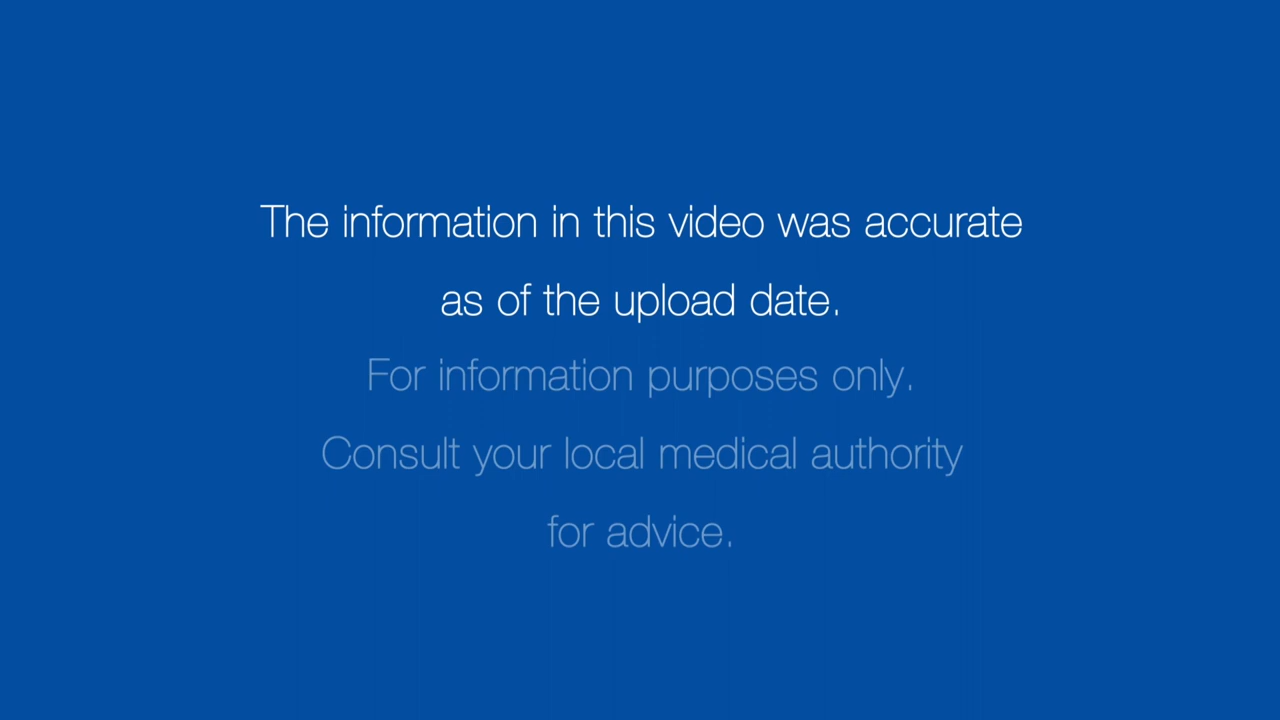 The information in this video was accurate
as of the upload date.
For information purposes only.
Consult your local medical authority
for advice.